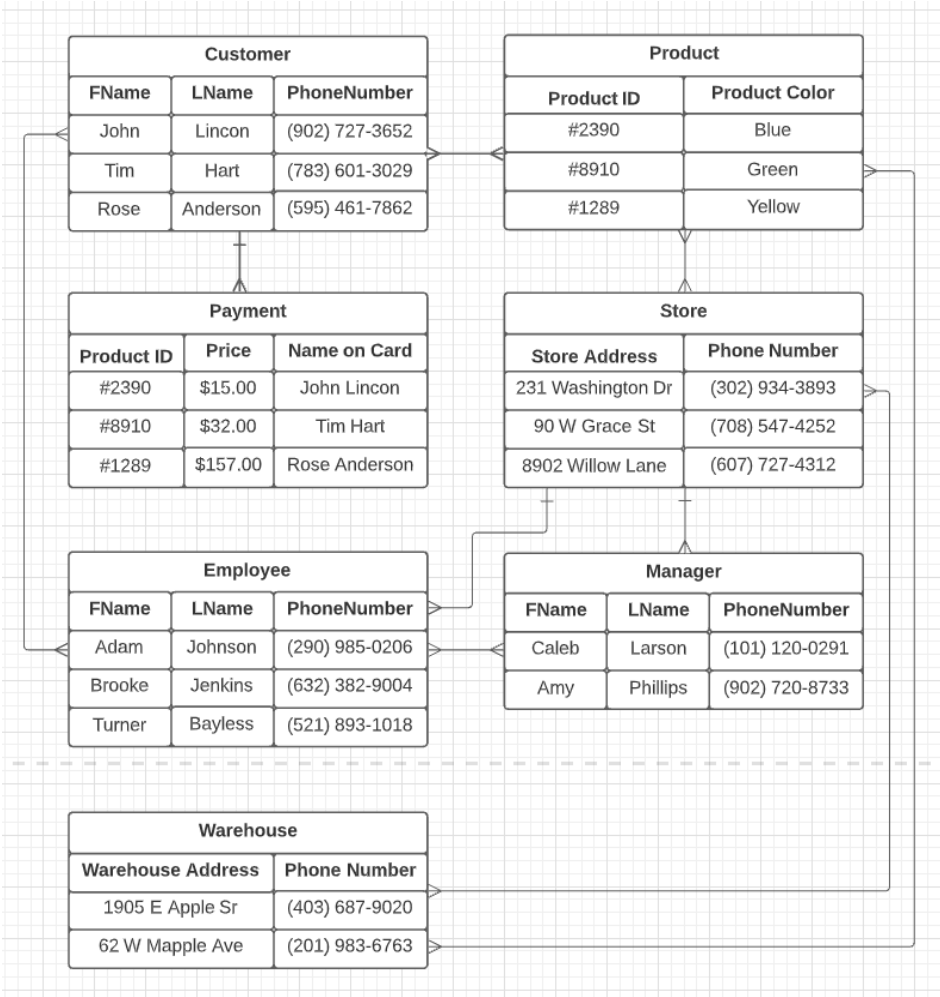 Customer
FName LName PhoneNumber
John Lincon (902) 727-3652
Tim Hart (783) 601-3029
Rose Anderson (595) 461-7862
Product
Product ID Product Color
#2390 Blue
#8910 Green
#1289 Yellow
Payment
Product ID Price Name on Card
#2390 $15.00 John Lincon
#8910 $32.00 Tim Hart
#1289 $157.00 Rose Anderson
Store
Store Address Phone Number
231 Washington Dr (302) 934-3893
90 W Grace St (708) 547-4252
8902 Willow Lane (607) 727-4312
Employee
FName LName PhoneNumber
Adam Johnson (290) 985-0206
Brooke Jenkins (632) 382-9004
Turner Bayless (521) 893-1018
Manager
FName LName PhoneNumber
Caleb Larson (101) 120-0291
Amy Phillips (902) 720-8733
Warehouse
Warehouse Address Phone Number
1905 E Apple Sr (403) 687-9020
62 W Mapple Ave (201) 983-6763